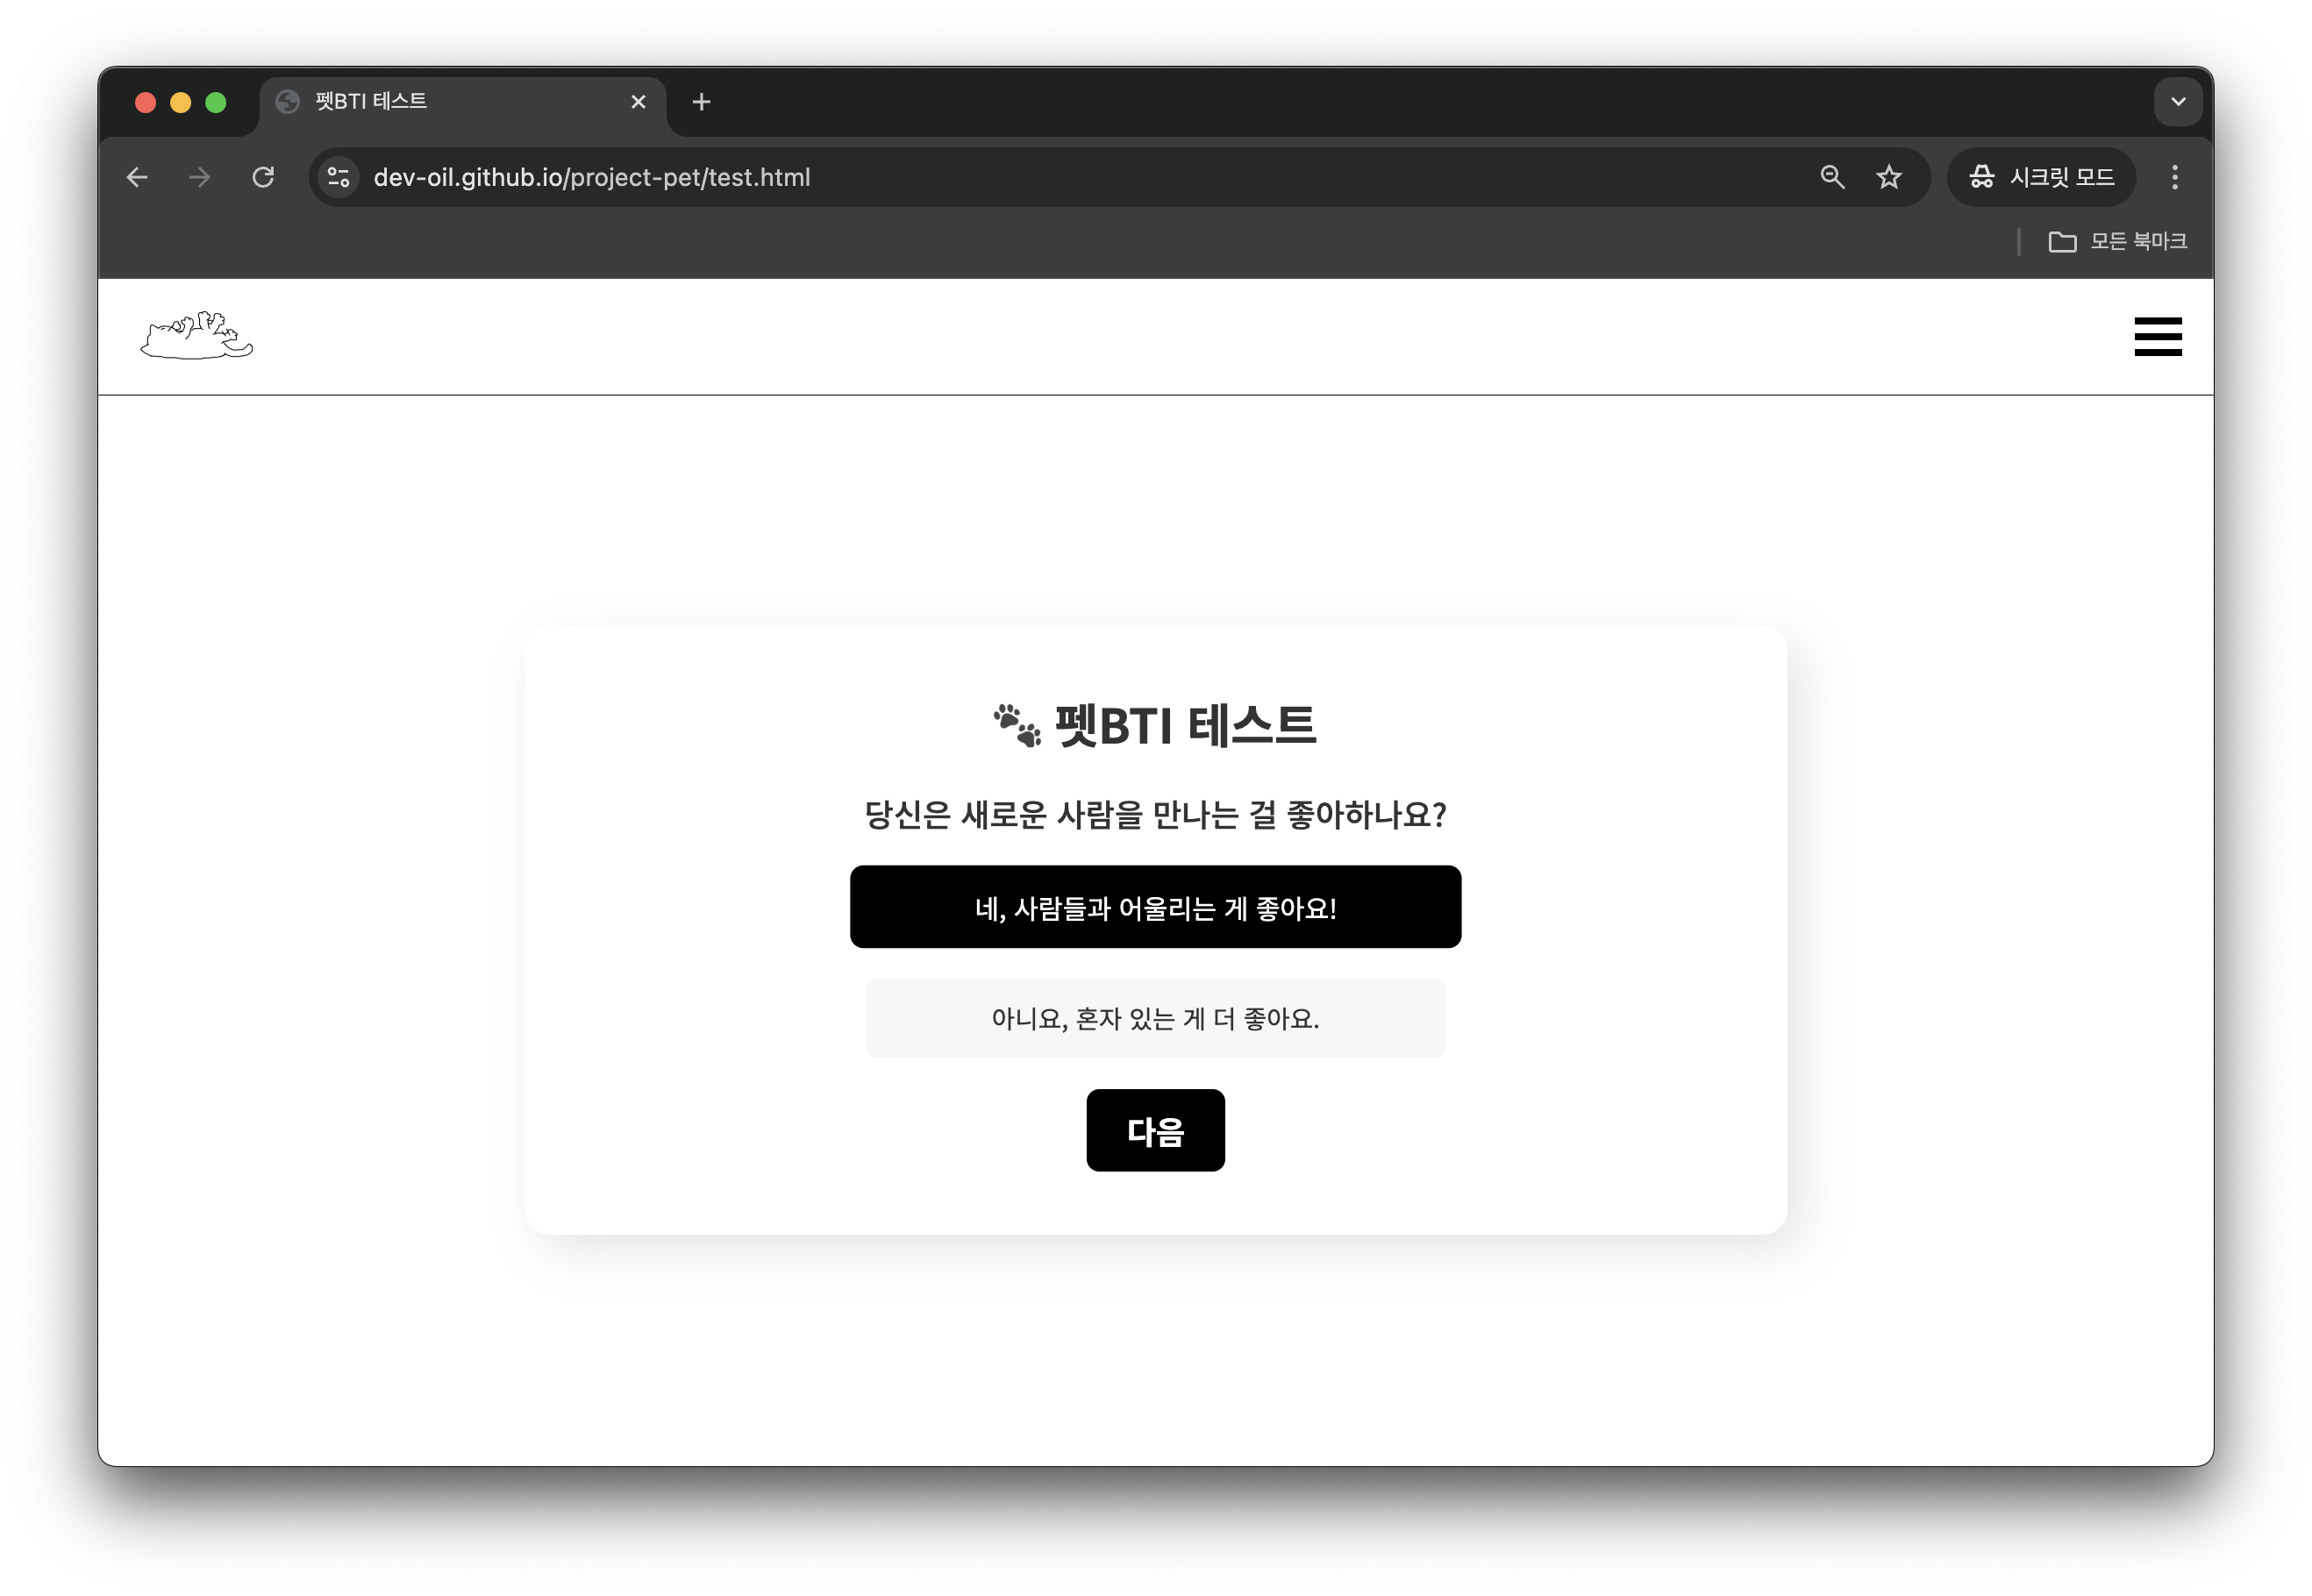 펫BTI 테스트
dev-oil.github.io/project-pet/test.html
시크릿 모드
모든 북마크
🐾 펫BTI 테스트
당신은 새로운 사람을 만나는 걸 좋아하나요?
네, 사람들과 어울리는 게 좋아요!
아니요, 혼자 있는 게 더 좋아요.
다음